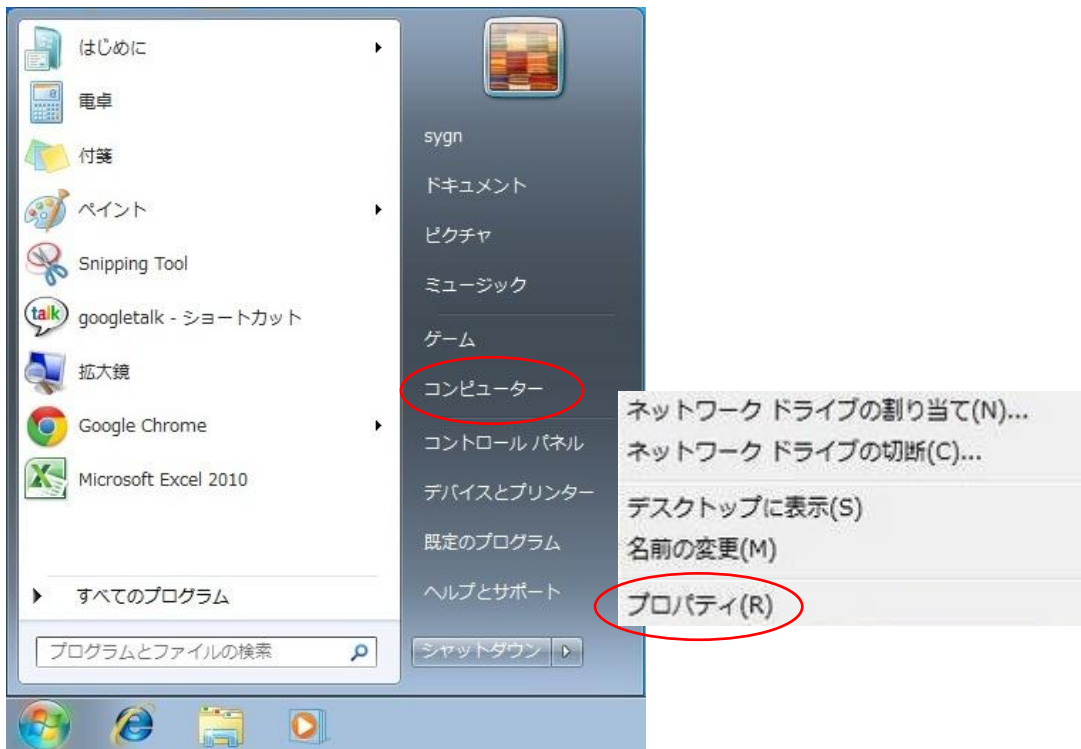 はじめに
電卓
付箋
ペイント
Snipping Tool
talk
googletalk - ショートカット
拡大鏡
Google Chrome
Microsoft Excel 2010
すべてのプログラム
プログラムとファイルの検索
sygn
ドキュメント
ピクチャ
ミュージック
ゲーム
コンピューター
コントロール パネル
デバイスとプリンター
既定のプログラム
ヘルプとサポート
シャットダウン
ネットワーク ドライブの割り当て(N)...
ネットワーク ドライブの切断(C)...
デスクトップに表示(S)
名前の変更(M)
プロパティ(R)